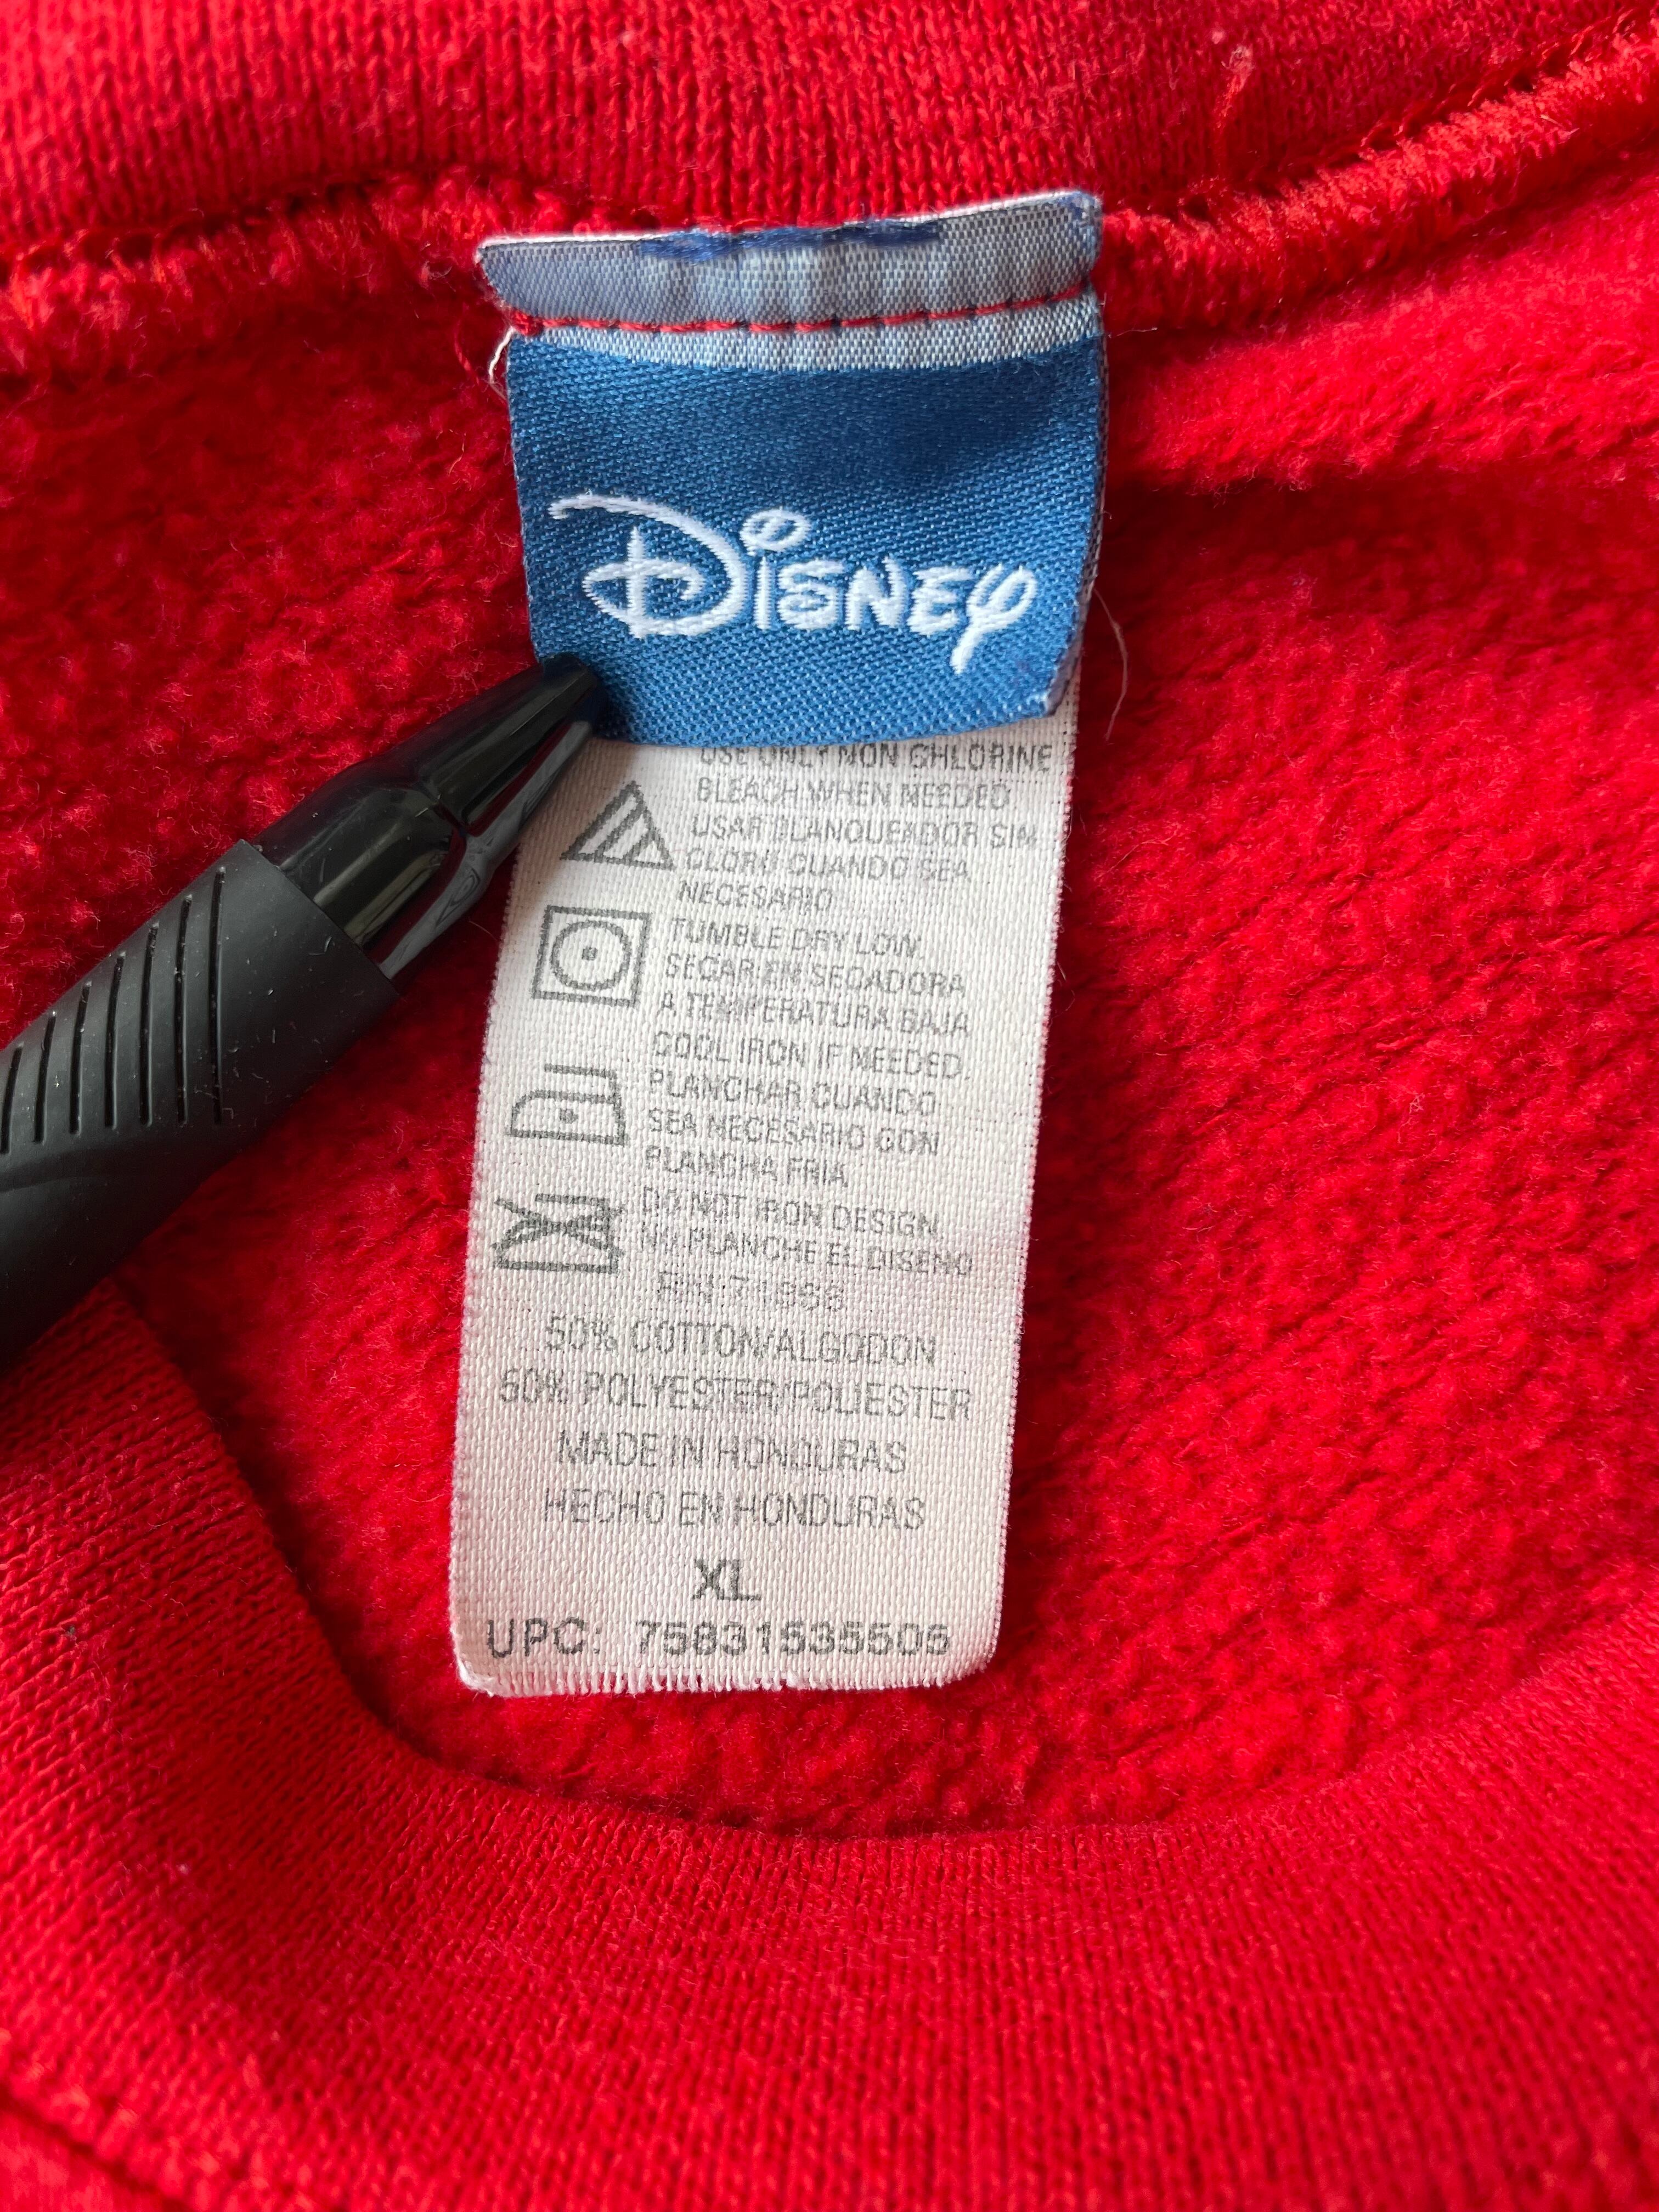 Disney
USE ONLY NON CHLORINE
BLEACH WHEN NEEDED
USAR BLANQUEADOR SIN
CLORO CUANDO SEA
NECESARIO
TUMBLE DRY LOW
SECAR EN SECADORA
A TEMPERATURA BAJA
COOL IRON IF NEEDED
PLANCHAR CUANDO
SEA NECESARIO CON
PLANCHA FRIA
DO NOT IRON DESIGN
NO PLANCHE EL DISENO
50% COTTON/ALGODON
50% POLYESTER/POLIESTER
MADE IN HONDURAS
HECHO EN HONDURAS
XL
UPC: